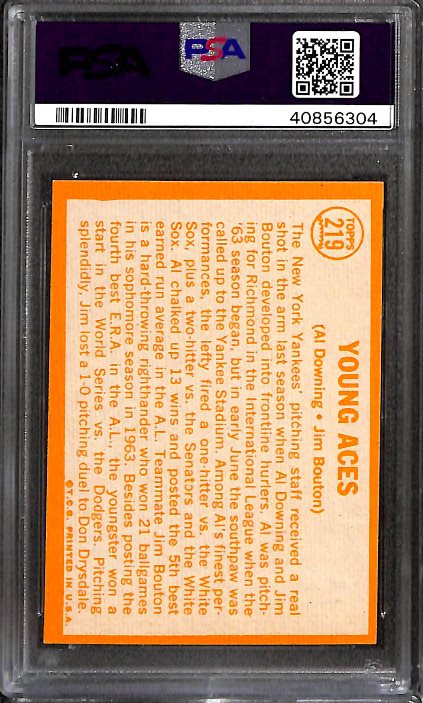 PSA
PSA
40856304
TOPPS
219
YOUNG ACES
(Al Downing • Jim Bouton)
The New York Yankees' pitching staff received a real
shot in the arm last season when Al Downing and Jim
Bouton developed into frontline hurlers. Al was pitch-
ing for Richmond in the International League when the
'63 season began, but in early June the southpaw was
called up to the Yankee Stadium. Among Al's finest per-
formances, the lefty fired a one-hitter vs. the White
Sox, plus a two-hitter vs. the Senators and the White
Sox. Al chalked up 13 wins and posted the 5th best
earned run average in the A.L. Teammate Jim Bouton
is a hard-throwing righthander who won 21 ballgames
in his sophomore season in 1963. Besides posting the
fourth best E.R.A. in the A.L., the youngster won a
start in the World Series vs. the Dodgers. Pitching
splendidly Jim lost a 1-0 pitching due to Don Drysdale.
©T.C.G. PRINTED IN U.S.A.